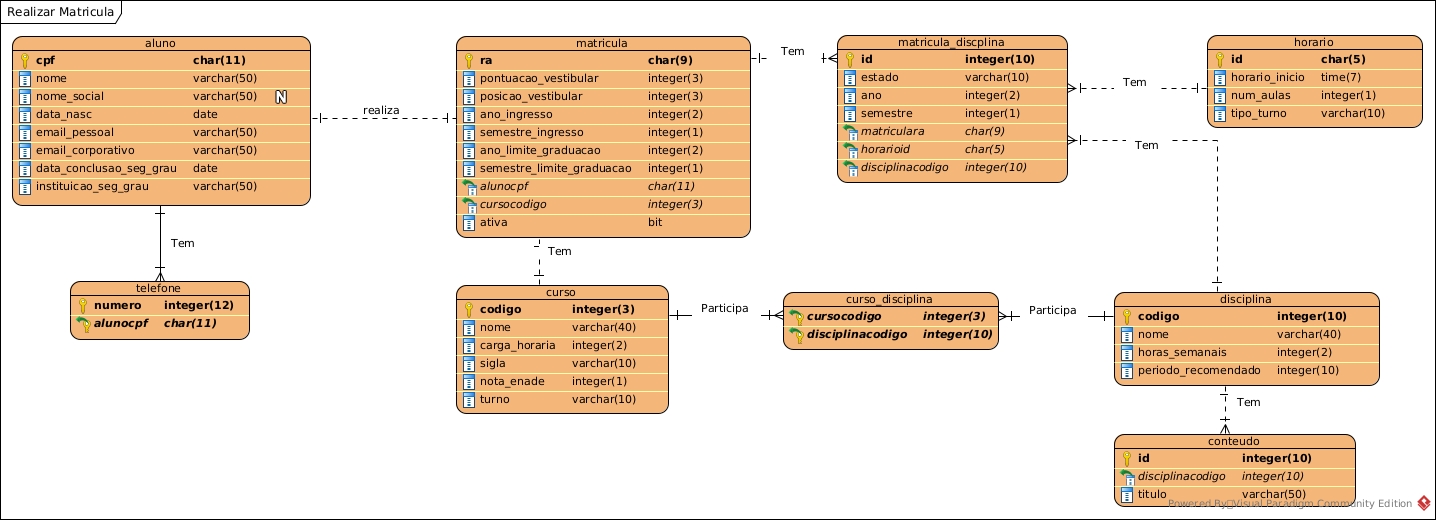 Realizar Matricula
aluno
cpf char(11)
nome varchar(50)
nome_social varchar(50) N
data_nasc date
email_pessoal varchar(50)
email_corporativo varchar(50)
data_conclusao_seg_grau date
instituicao_seg_grau varchar(50)
realiza
matricula
ra char(9)
pontuacao_vestibular integer(3)
posicao_vestibular integer(3)
ano_ingresso integer(2)
semestre_ingresso integer(1)
ano_limite_graduacao integer(2)
semestre_limite_graduacao integer(1)
alunocpf char(11)
cursocodigo integer(3)
ativa bit
Tem
matricula_discplina
id integer(10)
estado varchar(10)
ano integer(2)
semestre integer(1)
matriculara char(9)
horarioid char(5)
disciplinacodigo integer(10)
Tem
horario
id char(5)
horario_inicio time(7)
num_aulas integer(1)
tipo_turno varchar(10)
Tem
Tem
telefone
numero integer(12)
alunocpf char(11)
Tem
curso
codigo integer(3)
nome varchar(40)
carga_horaria integer(2)
sigla varchar(10)
nota_enade integer(1)
turno varchar(10)
Participa
curso_disciplina
cursocodigo integer(3)
disciplinacodigo integer(10)
Participa
disciplina
codigo integer(10)
nome varchar(40)
horas_semanais integer(2)
periodo_recomendado integer(10)
Tem
conteudo
id integer(10)
disciplinacodigo integer(10)
titulo varchar(50)
Powered By Visual Paradigm Community Edition